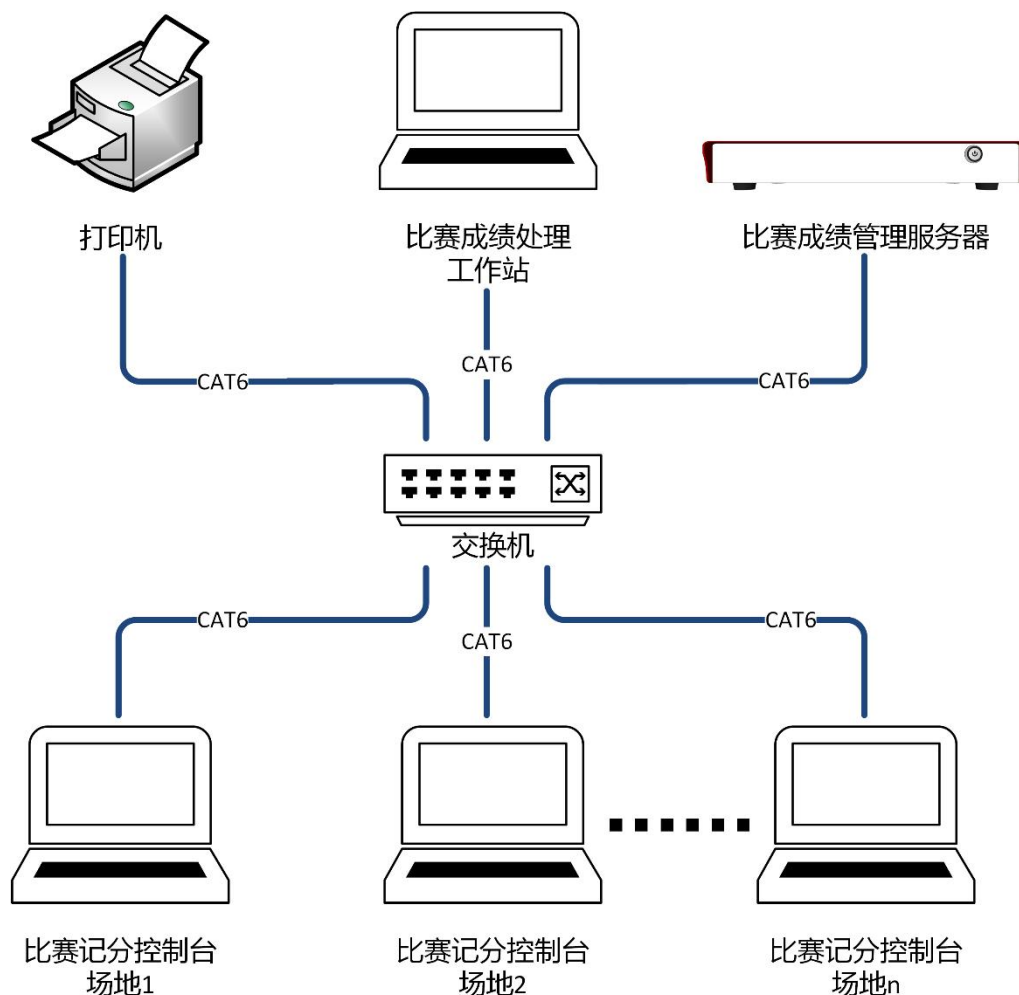 打印机
比赛成绩处理
工作站
比赛成绩管理服务器
CAT6
CAT6
CAT6
交换机
CAT6
CAT6
CAT6
比赛记分控制台
场地1
比赛记分控制台
场地2
比赛记分控制台
场地n